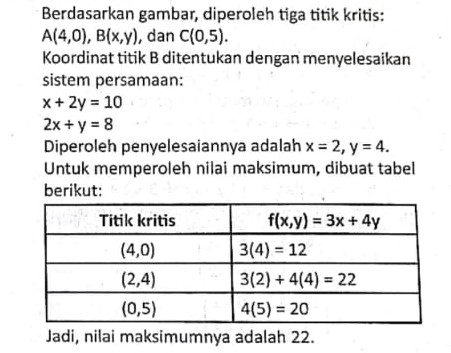 Berdasarkan gambar, diperoleh tiga titik kritis:
A(4,0), B(x,y), dan C(0,5).
Koordinat titik B ditentukan dengan menyelesaikan
sistem persamaan:
x + 2y = 10
2x + y = 8
Diperoleh penyelesaiannya adalah x = 2, y = 4.
Untuk memperoleh nilai maksimum, dibuat tabel
berikut:
Titik kritis f(x,y) = 3x + 4y
(4,0) 3(4) = 12
(2,4) 3(2) + 4(4) = 22
(0,5) 4(5) = 20
Jadi, nilai maksimumnya adalah 22.